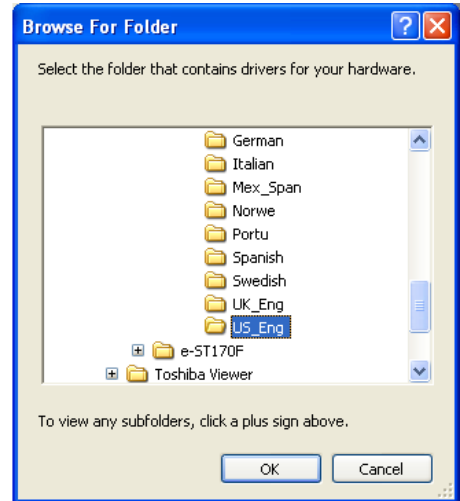 Browse For Folder
Select the folder that contains drivers for your hardware.
German
Italian
Mex_Span
Norwe
Portu
Spanish
Swedish
UK_Eng
US_Eng
e-ST170F
Toshiba Viewer
To view any subfolders, click a plus sign above.
OK Cancel